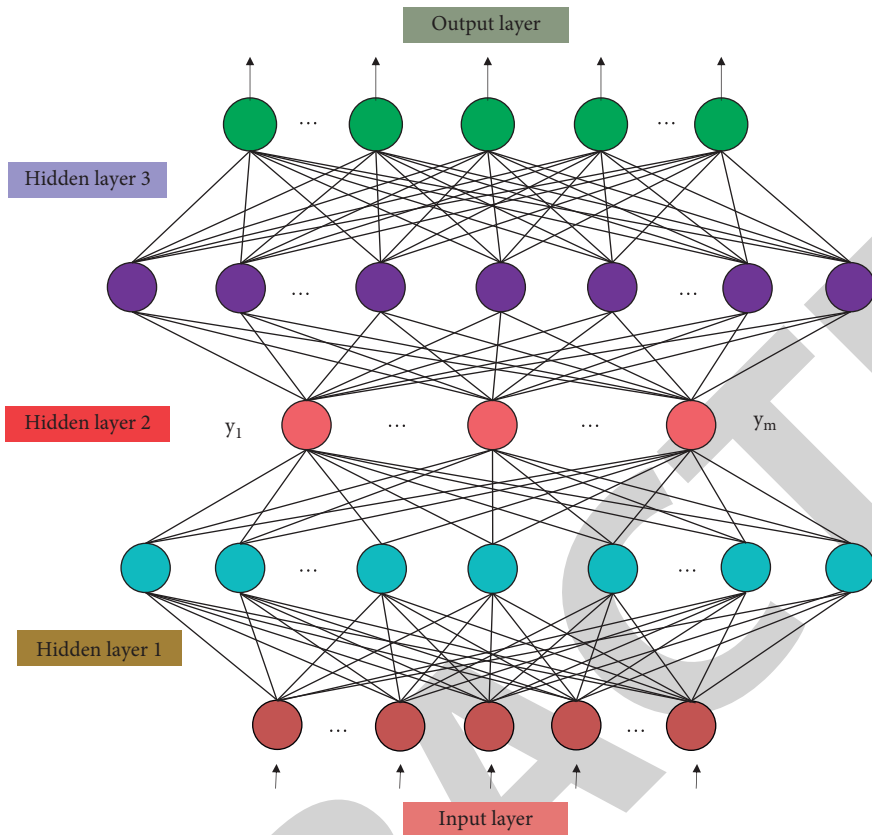 Output layer
... ...
Hidden layer 3
... ...
Hidden layer 2
y1 ... ... ym
... ...
Hidden layer 1
... ...
Input layer